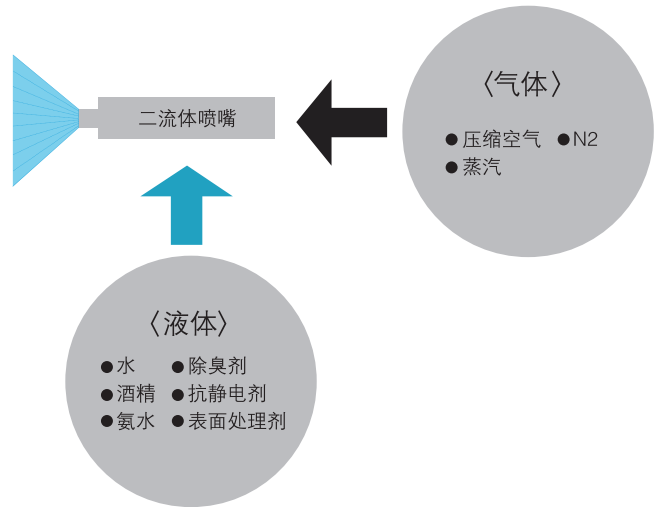 〈气体〉
二流体喷嘴
●压缩空气 ●N2
●蒸汽
〈液体〉
●水 ●除臭剂
●酒精 ●抗静电剂
●氨水 ●表面处理剂